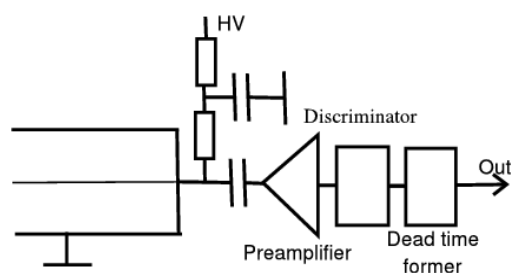 HV
Discriminator
Out
Preamplifier
Dead time
former